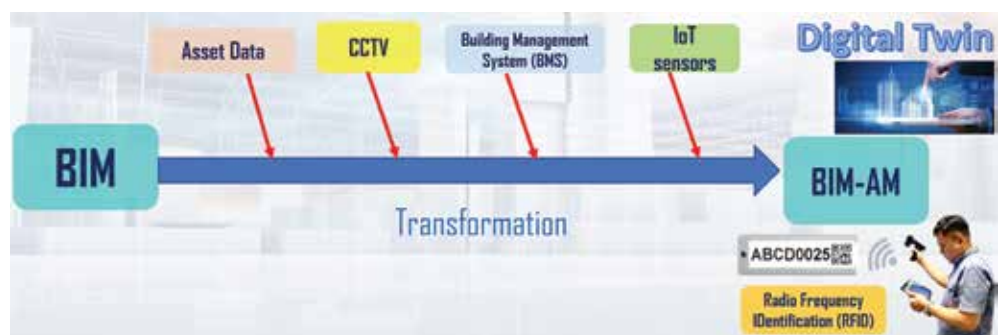 Asset Data
CCTV
Building Management
System (BMS)
IoT
sensors
Digital Twin
BIM
BIM-AM
Transformation
ABCD0025
Radio Frequency
IDentification (RFID)